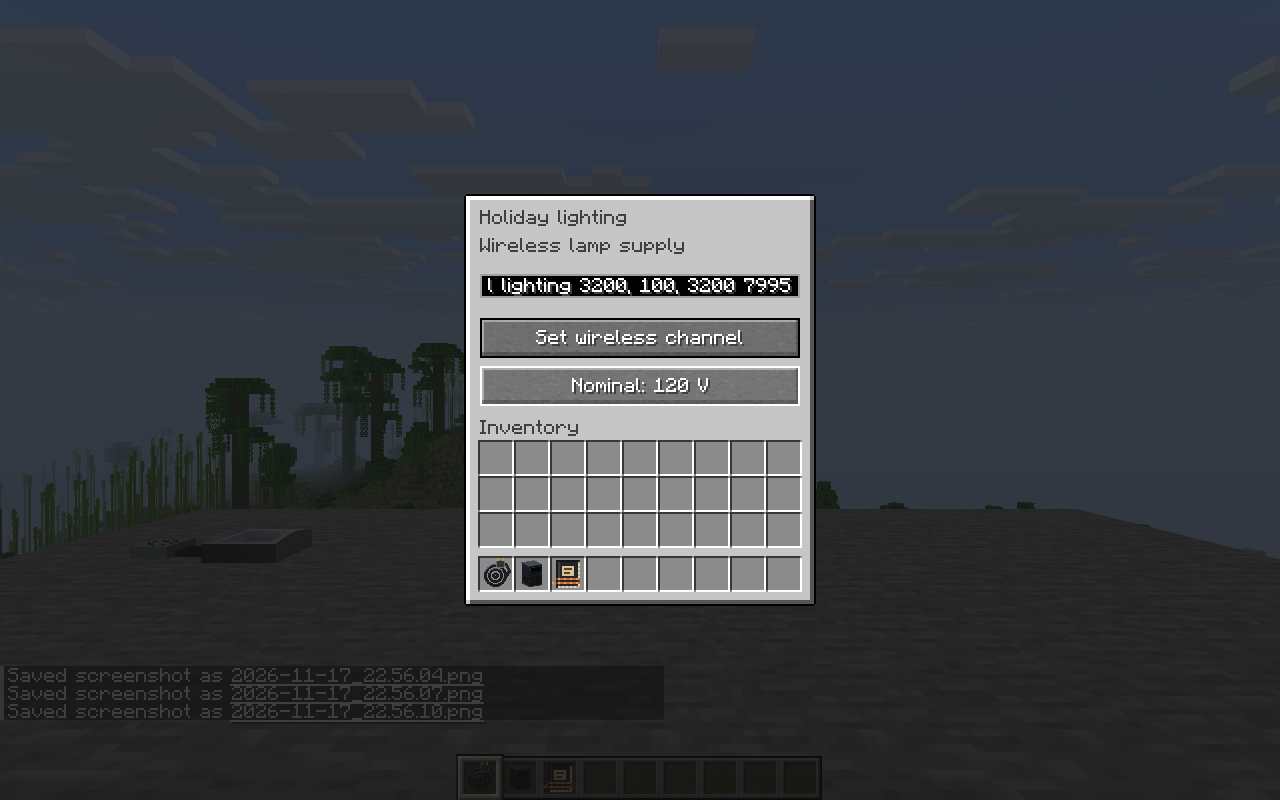 Holiday lighting
Wireless lamp supply
l lighting 3200, 100, 3200 7995
Set wireless channel
Nominal: 120 V
Inventory
Saved screenshot as 2026-11-17_22.56.04.png
Saved screenshot as 2026-11-17_22.56.07.png
Saved screenshot as 2026-11-17_22.56.10.png